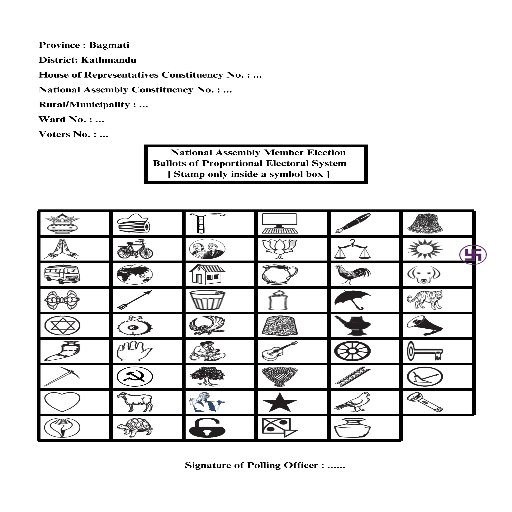 Province : Bagmati
District: Kathmandu
House of Representatives Constituency No. : ...
National Assembly Constituency No. : ...
Rural/Municipality : ...
Ward No. : ...
Voters No. : ...
National Assembly Member Election
Ballots of Proportional Electoral System
[ Stamp only inside a symbol box ]
Signature of Polling Officer : ......